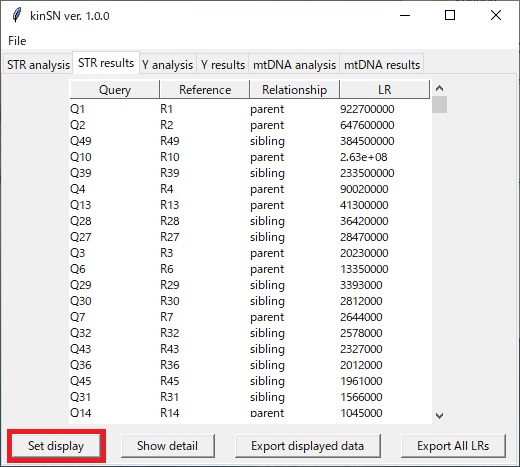 kinSN ver. 1.0.0
File
STR analysis STR results Y analysis Y results mtDNA analysis mtDNA results
Query Reference Relationship LR
Q1 R1 parent 922700000
Q2 R2 parent 647600000
Q49 R49 sibling 384500000
Q10 R10 parent 2.63e+08
Q39 R39 sibling 233500000
Q4 R4 parent 90020000
Q13 R13 parent 41300000
Q28 R28 sibling 36420000
Q27 R27 sibling 28470000
Q3 R3 parent 20230000
Q6 R6 parent 13350000
Q29 R29 sibling 3393000
Q30 R30 sibling 2812000
Q7 R7 parent 2644000
Q32 R32 sibling 2578000
Q43 R43 sibling 2327000
Q36 R36 sibling 2012000
Q45 R45 sibling 1961000
Q31 R31 sibling 1566000
Q14 R14 parent 1045000
Set display Show detail Export displayed data Export All LRs